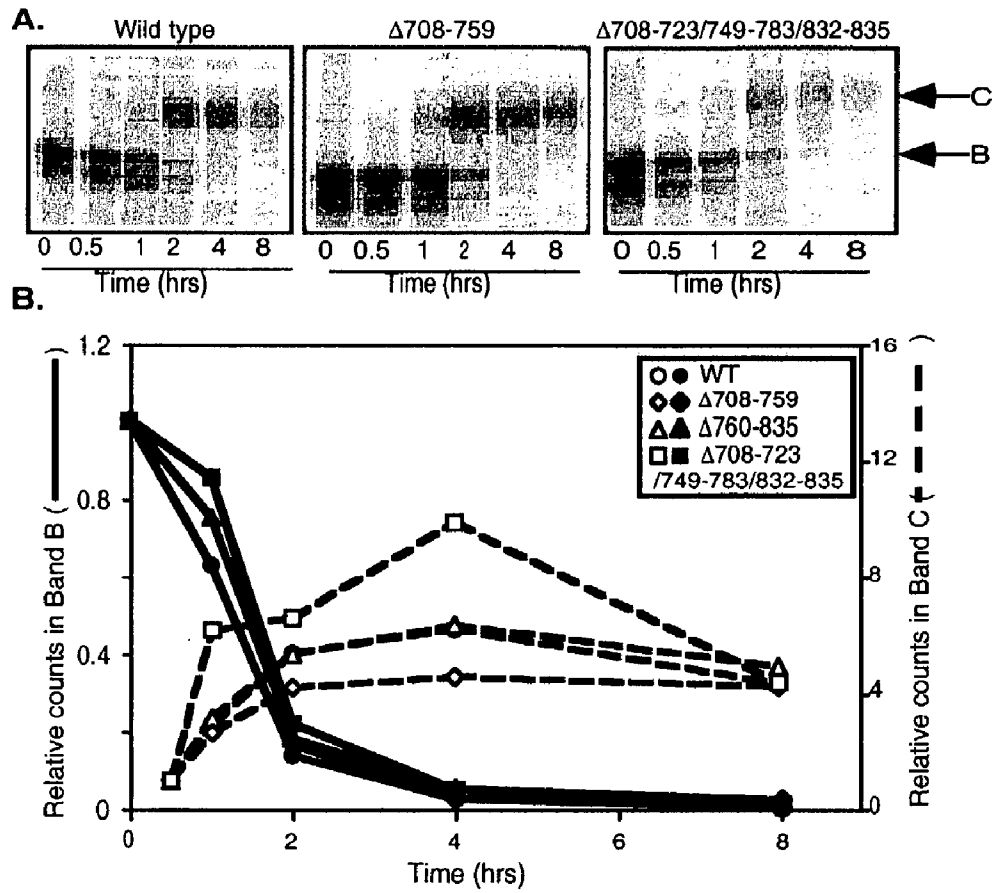 A.
Wild type
Δ708-759
Δ708-723/749-783/832-835
C
B
0 0.5 1 2 4 8
0 0.5 1 2 4 8
0 0.5 1 2 4 8
Time (hrs)
Time (hrs)
Time (hrs)
B.
Relative counts in Band B ( )
1.2
0.8
0.4
0
WT
Δ708-759
Δ760-835
Δ708-723
/749-783/832-835
16
12
8
4
0
Relative counts in Band C ( )
0 2 4 6 8
Time (hrs)